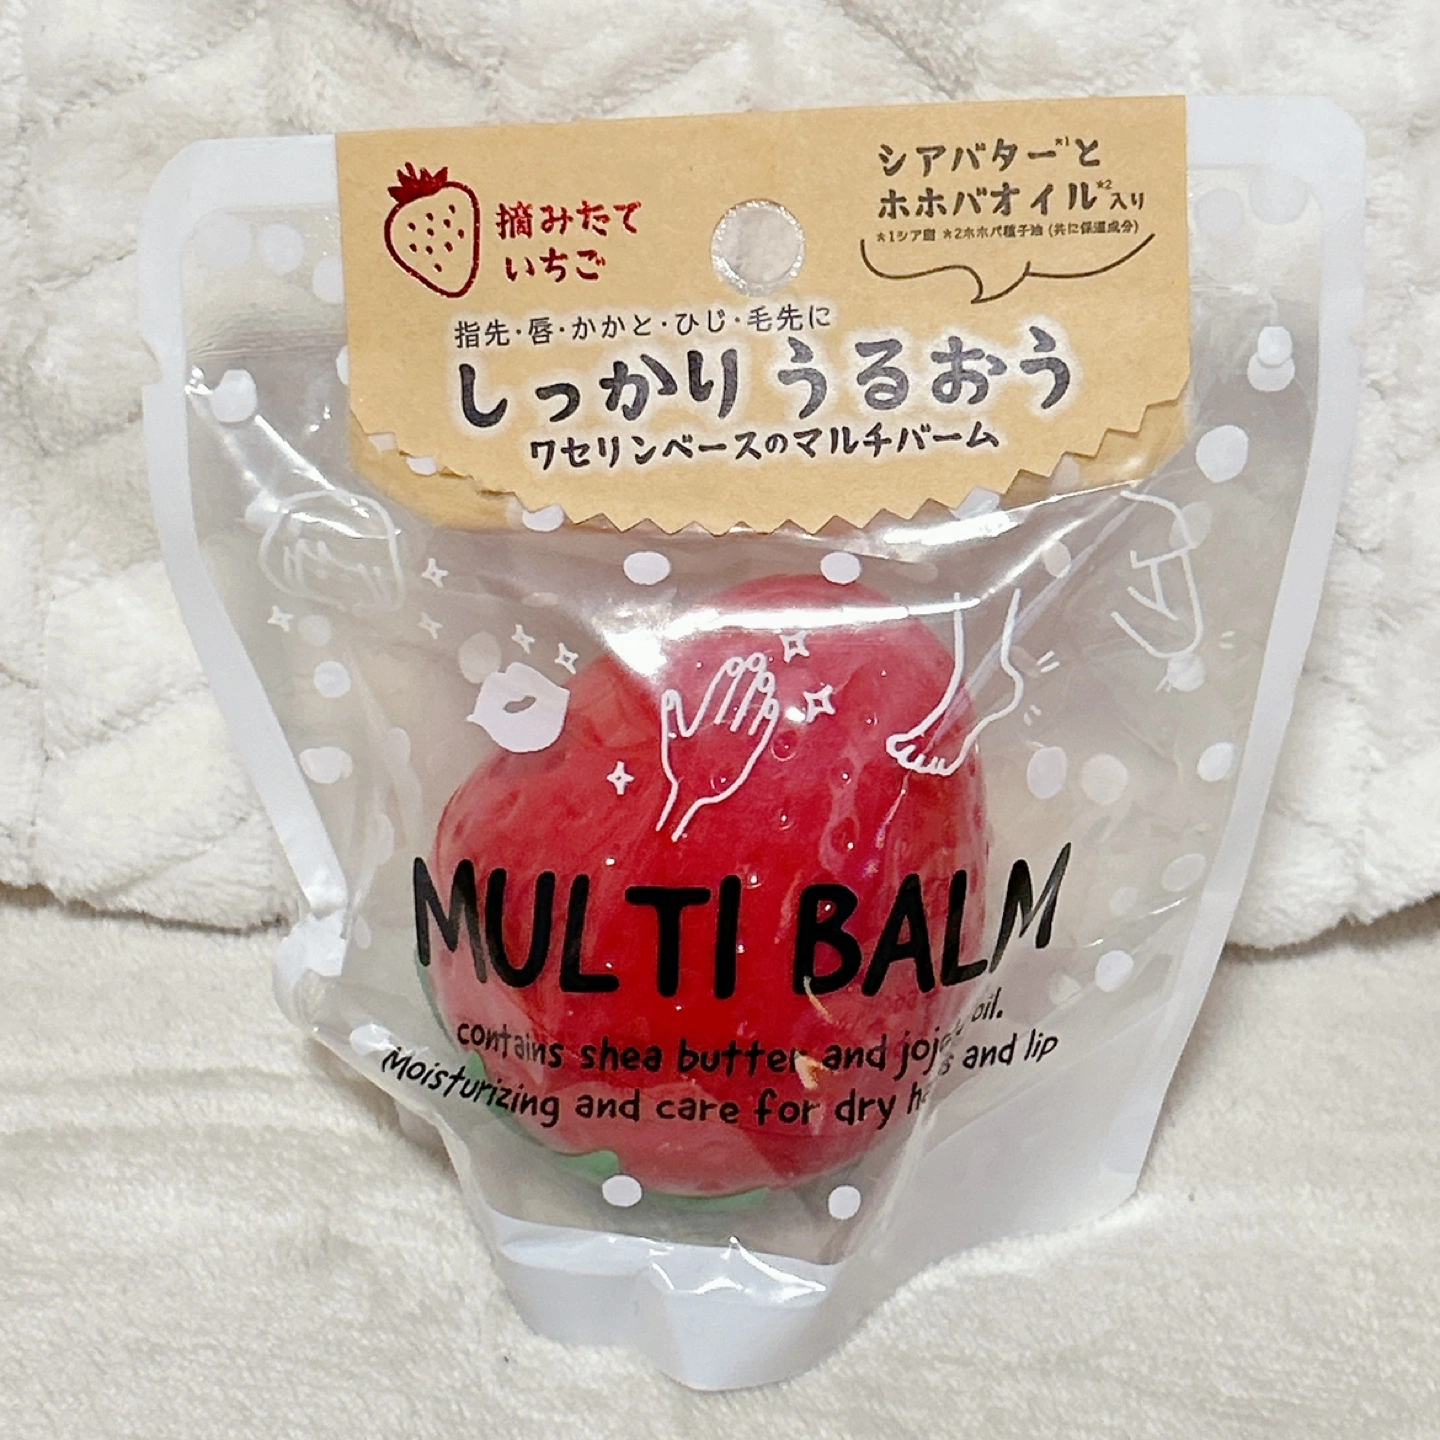 摘みたて
いちご
シアバター*1と
ホホバオイル*2入り
*1シア脂 *2ホホバ種子油 (共に保湿成分)
指先・唇・かかと・ひじ・毛先に
しっかりうるおう
ワセリンベースのマルチバーム
MULTI BALM
contains shea butter and oil.
Moisturizing and care for dry and lip